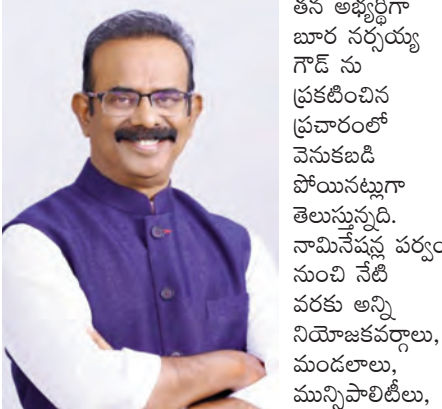 తన అభ్యర్థిగా
బూర నర్సయ్య
గౌడ్ ను
ప్రకటించిన
ప్రచారంలో
వెనుకబడి
పోయినట్లుగా
తెలుస్తున్నది.
నామినేషన్ల పర్వం
నుంచి నేటి
వరకు అన్ని
నియోజకవర్గాలు,
మండలాలు,
మున్సిపాలిటీలు,